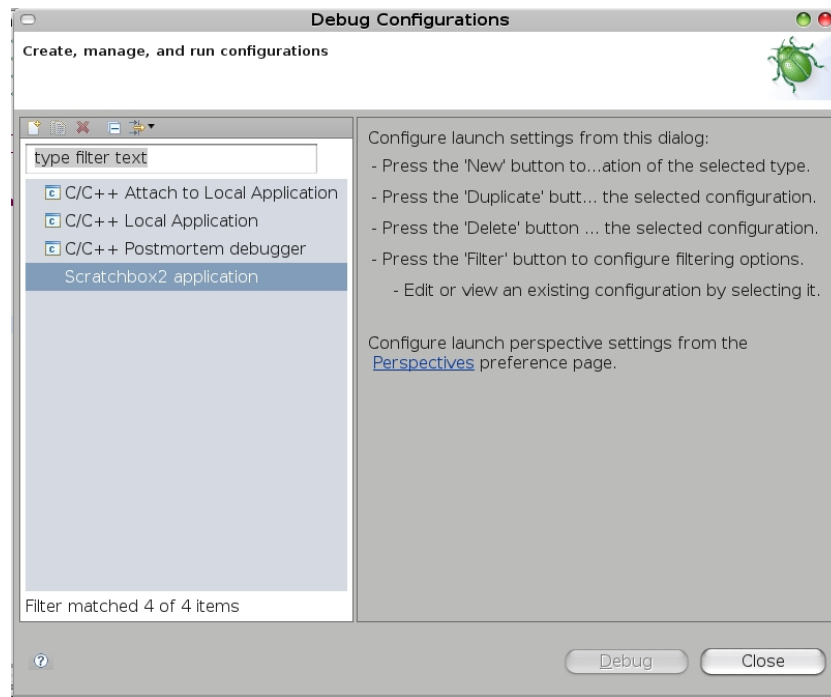 Debug Configurations
Create, manage, and run configurations
type filter text
C/C++ Attach to Local Application
C/C++ Local Application
C/C++ Postmortem debugger
Scratchbox2 application
Filter matched 4 of 4 items
Configure launch settings from this dialog:
- Press the 'New' button to...ation of the selected type.
- Press the 'Duplicate' butt... the selected configuration.
- Press the 'Delete' button ... the selected configuration.
- Press the 'Filter' button to configure filtering options.
- Edit or view an existing configuration by selecting it.
Configure launch perspective settings from the
Perspectives preference page.
Debug
Close